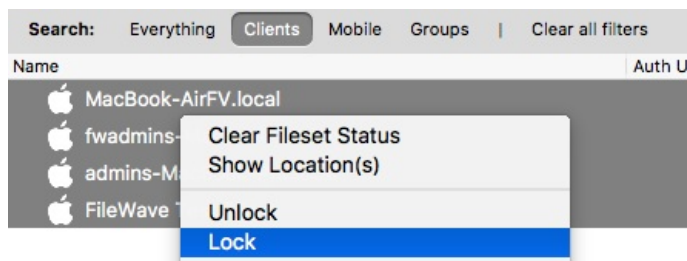 Search: Everything Clients Mobile Groups | Clear all filters
Name Auth U
MacBook-AirFV.local
fwadmins-
admins-M
FileWave
Clear Fileset Status
Show Location(s)
Unlock
Lock